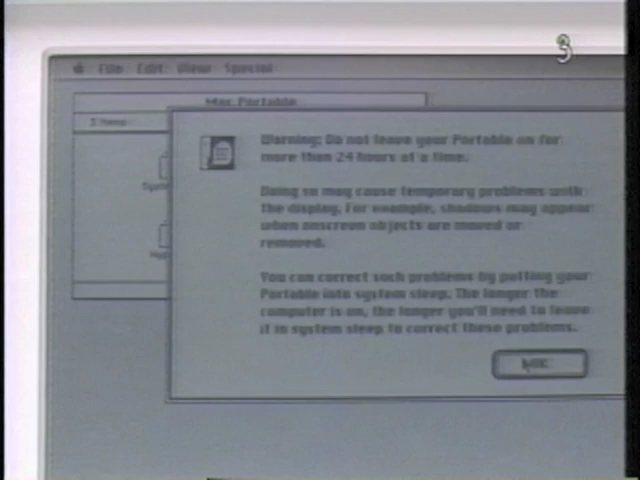 File Edit View Special
Mac Portable
Warning: Do not leave your Portable on for
more than 24 hours at a time.
Doing so may cause temporary problems with
the display. For example, shadows may appear
when onscreen objects are moved or
removed.
You can correct such problems by putting your
Portable into system sleep. The longer the
computer is on, the longer you'll need to leave
it in system sleep to correct these problems.
OK